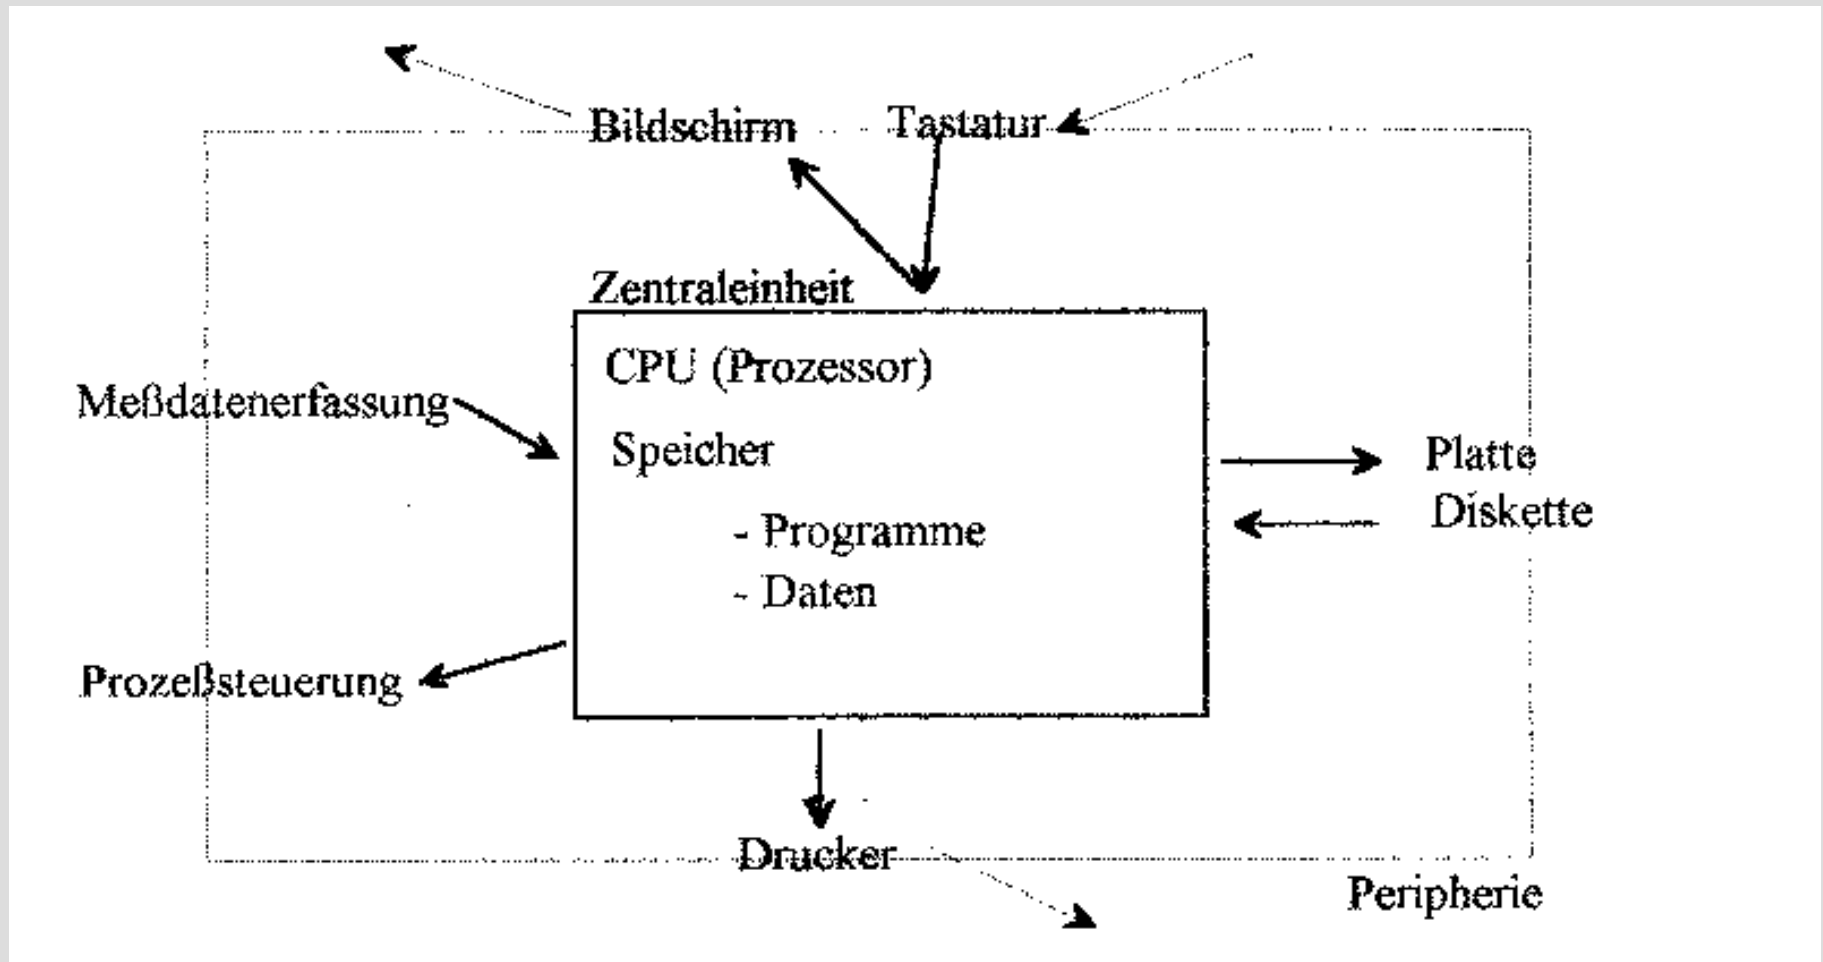 Bildschirm Tastatur
Zentraleinheit
CPU (Prozessor)
Meßdatenerfassung
Speicher
Platte
Diskette
- Programme
- Daten
Prozeßsteuerung
Drucker
Peripherie